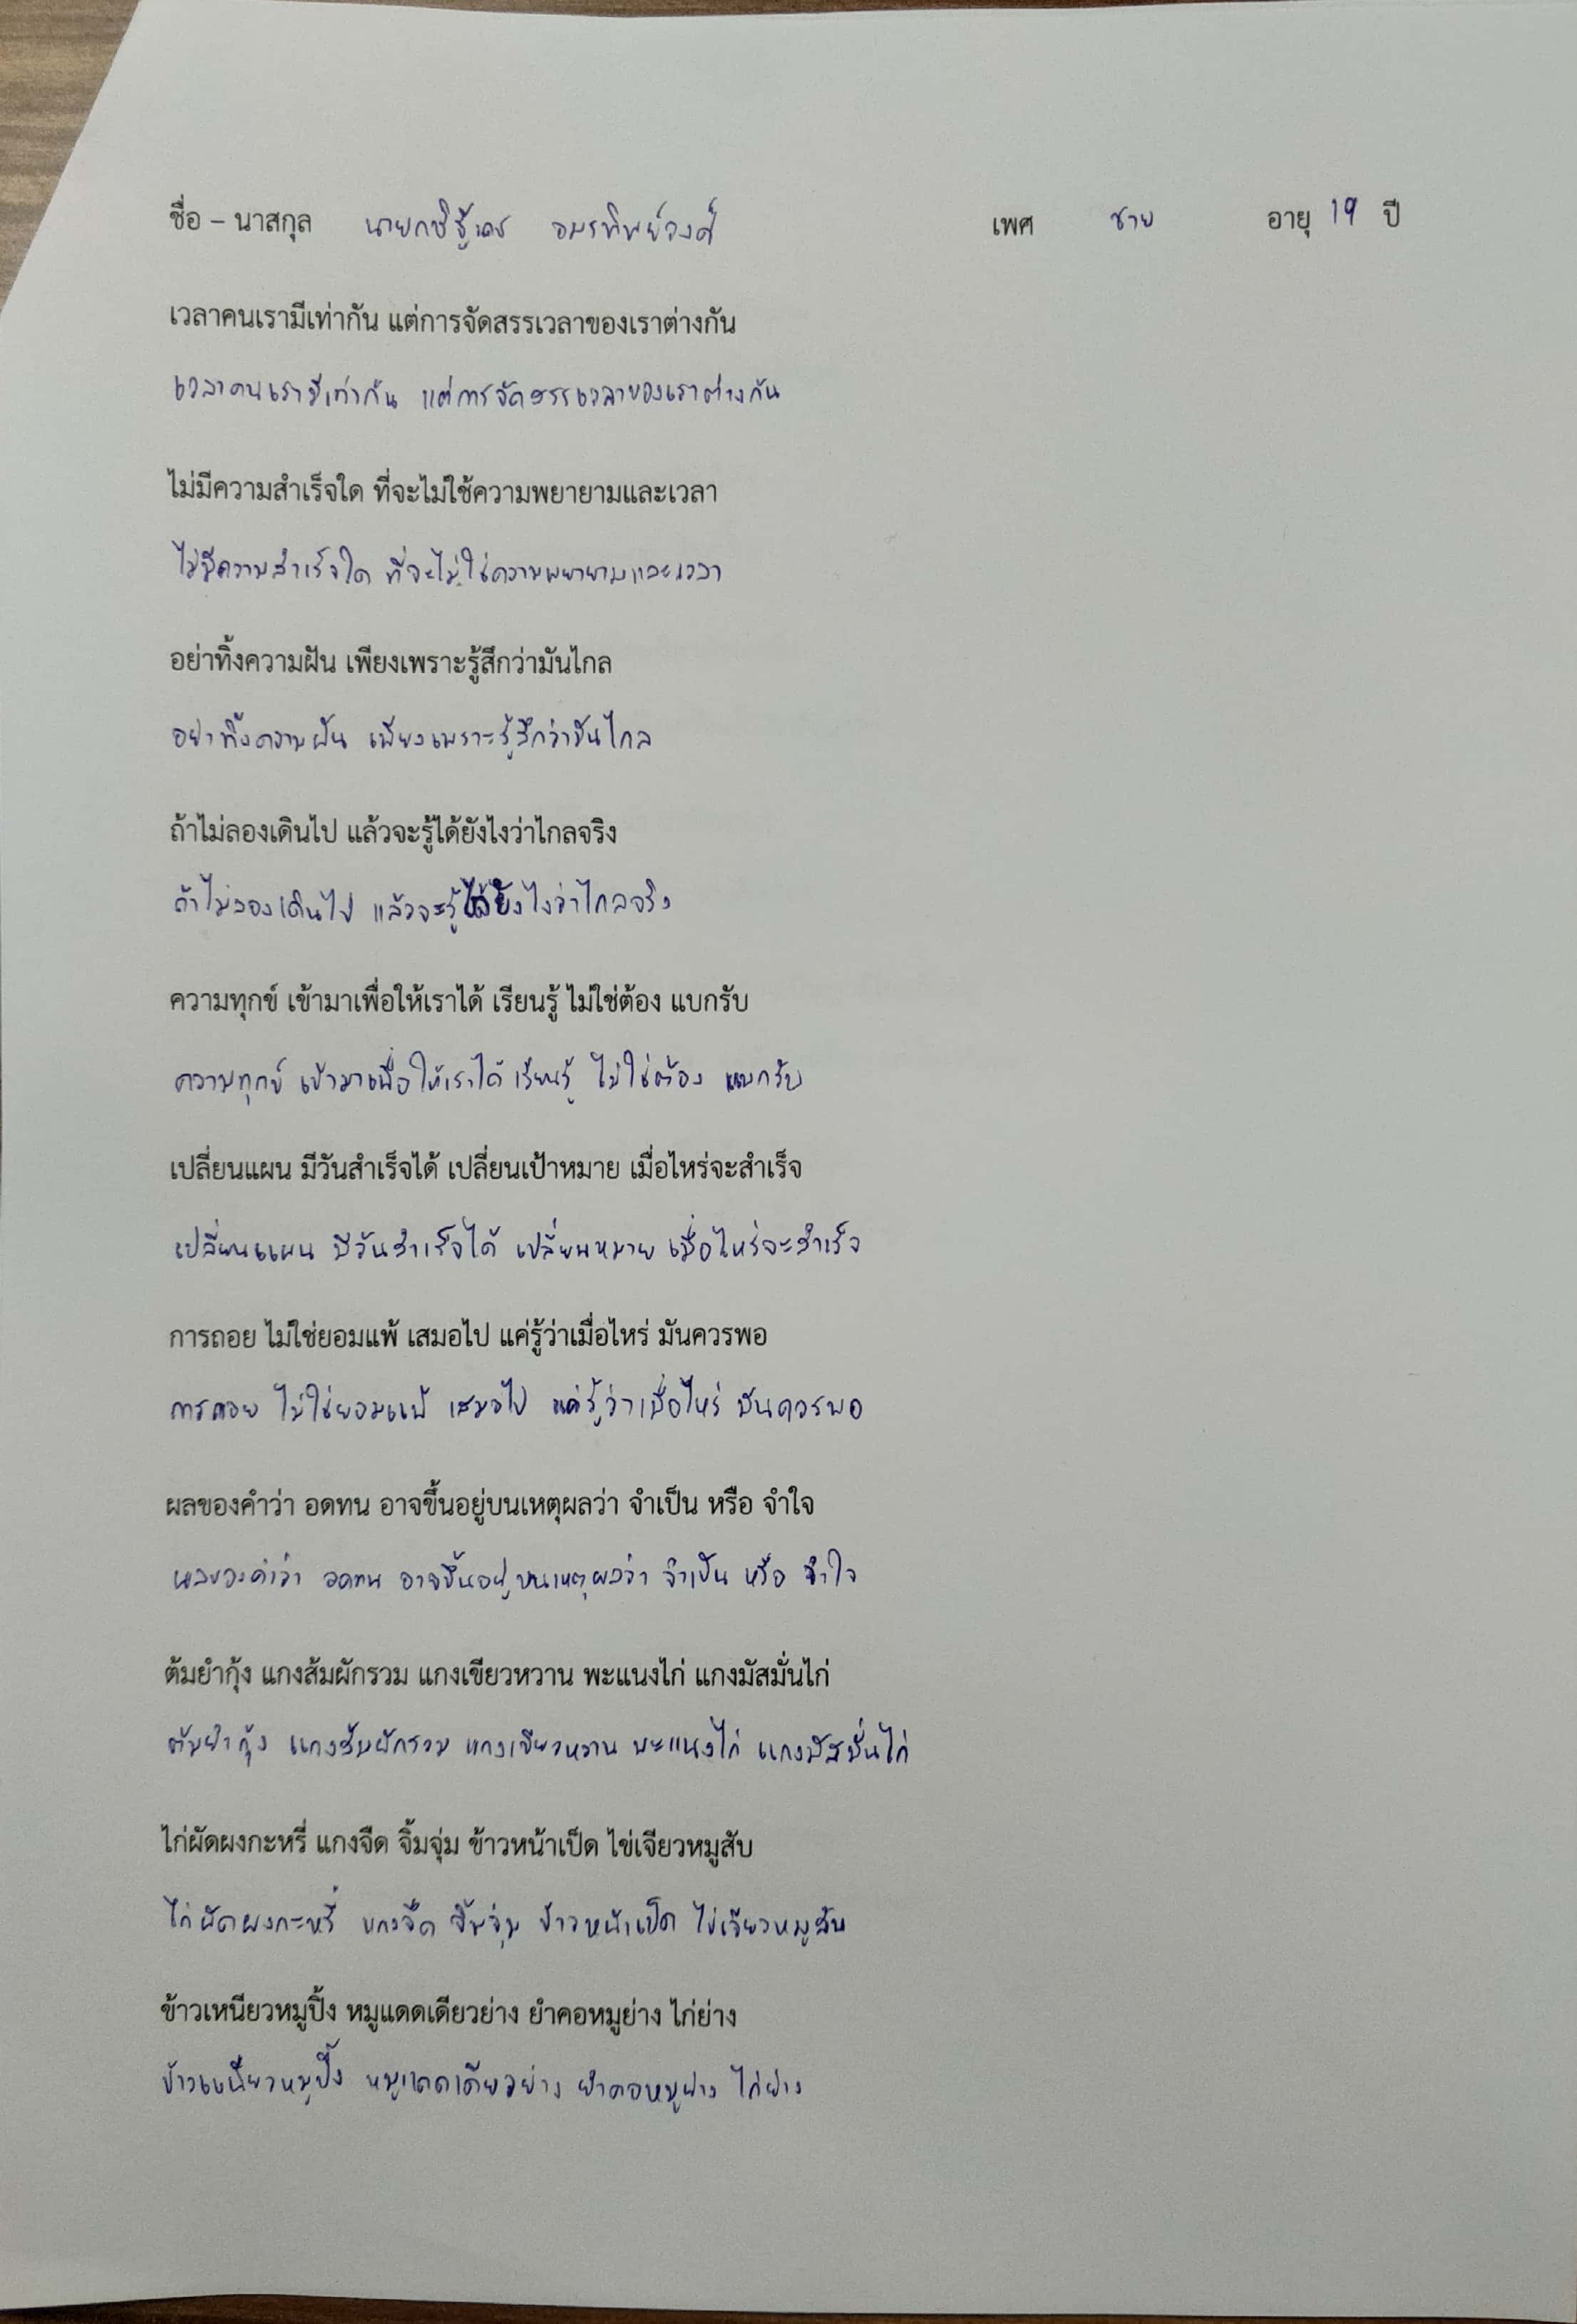 ชื่อ – นาสกุล อมรทิพย์วงศ์ เพศ ชาย อายุ 19 ปี
เวลาคนเรามีเท่ากัน แต่การจัดสรรเวลาของเราต่างกัน
เวลาคนเรามีเท่ากัน แต่การจัดสรรเวลาของเราต่างกัน
ไม่มีความสำเร็จใด ที่จะไม่ใช้ความพยายามและเวลา
ไม่มีความสำเร็จใด ที่จะไม่ใช้ความพยายามและเวลา
อย่าทิ้งความฝัน เพียงเพราะรู้สึกว่ามันไกล
อย่าทิ้งความฝัน เพียงเพราะรู้สึกว่ามันไกล
ถ้าไม่ลองเดินไป แล้วจะรู้ได้ยังไงว่าไกลจริง
ถ้าไม่ลองเดินไป แล้วจะรู้ได้ยังไงว่าไกลจริง
ความทุกข์ เข้ามาเพื่อให้เราได้ เรียนรู้ ไม่ใช่ต้อง แบกรับ
ความทุกข์ เข้ามาเพื่อให้เราได้ เรียนรู้ ไม่ใช่ต้อง แบกรับ
เปลี่ยนแผน มีวันสำเร็จได้ เปลี่ยนเป้าหมาย เมื่อไหร่จะสำเร็จ
เปลี่ยนแผน มีวันสำเร็จได้ เปลี่ยนหมาย เมื่อไหร่จะสำเร็จ
การถอย ไม่ใช่ยอมแพ้ เสมอไป แค่รู้ว่าเมื่อไหร่ มันควรพอ
การถอย ไม่ใช่ยอมแพ้ เสมอไป แค่รู้ว่าเมื่อไหร่ มันควรพอ
ผลของคำว่า อดทน อาจขึ้นอยู่บนเหตุผลว่า จำเป็น หรือ จำใจ
ผลของคำว่า อดทน อาจขึ้นอยู่บนเหตุผลว่า จำเป็น หรือ จำใจ
ต้มยำกุ้ง แกงส้มผักรวม แกงเขียวหวาน พะแนงไก่ แกงมัสมั่นไก่
ต้มยำกุ้ง แกงส้มผักรวม แกงเขียวหวาน พะแนงไก่ แกงมัสมั่นไก่
ไก่ผัดผงกะหรี่ แกงจืด จิ้มจุ่ม ข้าวหน้าเป็ด ไข่เจียวหมูสับ
ไก่ผัดผงกะหรี่ แกงจืด จิ้มจุ่ม ข้าวหน้าเป็ด ไข่เจียวหมูสับ
ข้าวเหนียวหมูปิ้ง หมูแดดเดียวย่าง ยำคอหมูย่าง ไก่ย่าง
ข้าวเหนียวหมูปิ้ง หมูแดดเดียวย่าง ยำคอหมูย่าง ไก่ย่าง